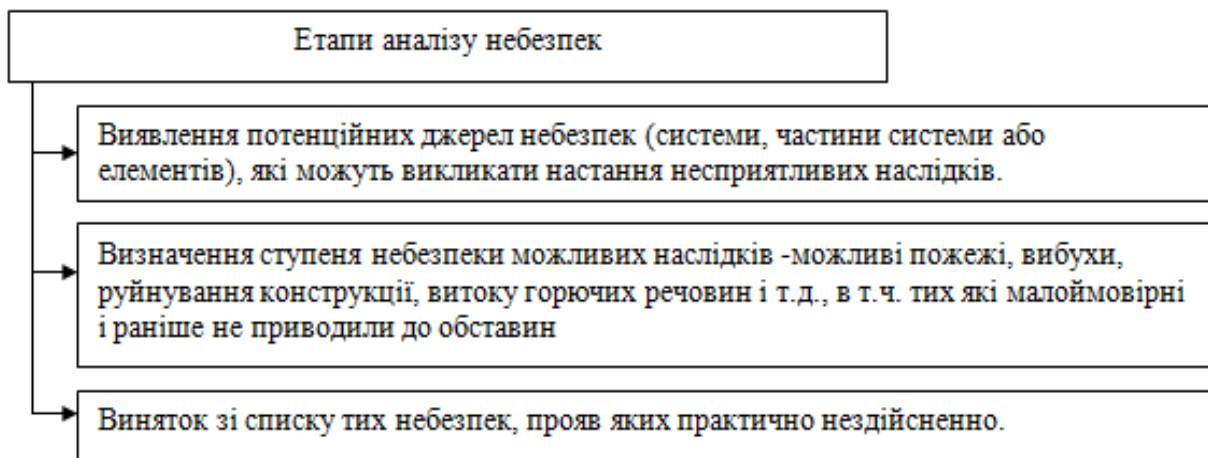 Етапи аналізу небезпек
Виявлення потенційних джерел небезпек (системи, частини системи або
елементів), які можуть викликати настання несприятливих наслідків.
Визначення ступеня небезпеки можливих наслідків -можливі пожежі, вибухи,
руйнування конструкції, витоку горючих речовин і т.д., в т.ч. тих які малоймовірні
і раніше не приводили до обставин
Виняток зі списку тих небезпек, прояв яких практично нездійсненно.